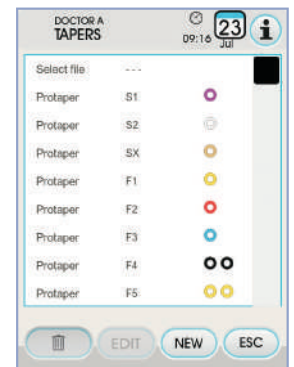 DOCTOR A
TAPERS
09:16
23
Jul
i
Select file ---
Protaper S1
Protaper S2
Protaper SX
Protaper F1
Protaper F2
Protaper F3
Protaper F4
Protaper F5
EDIT
NEW
ESC